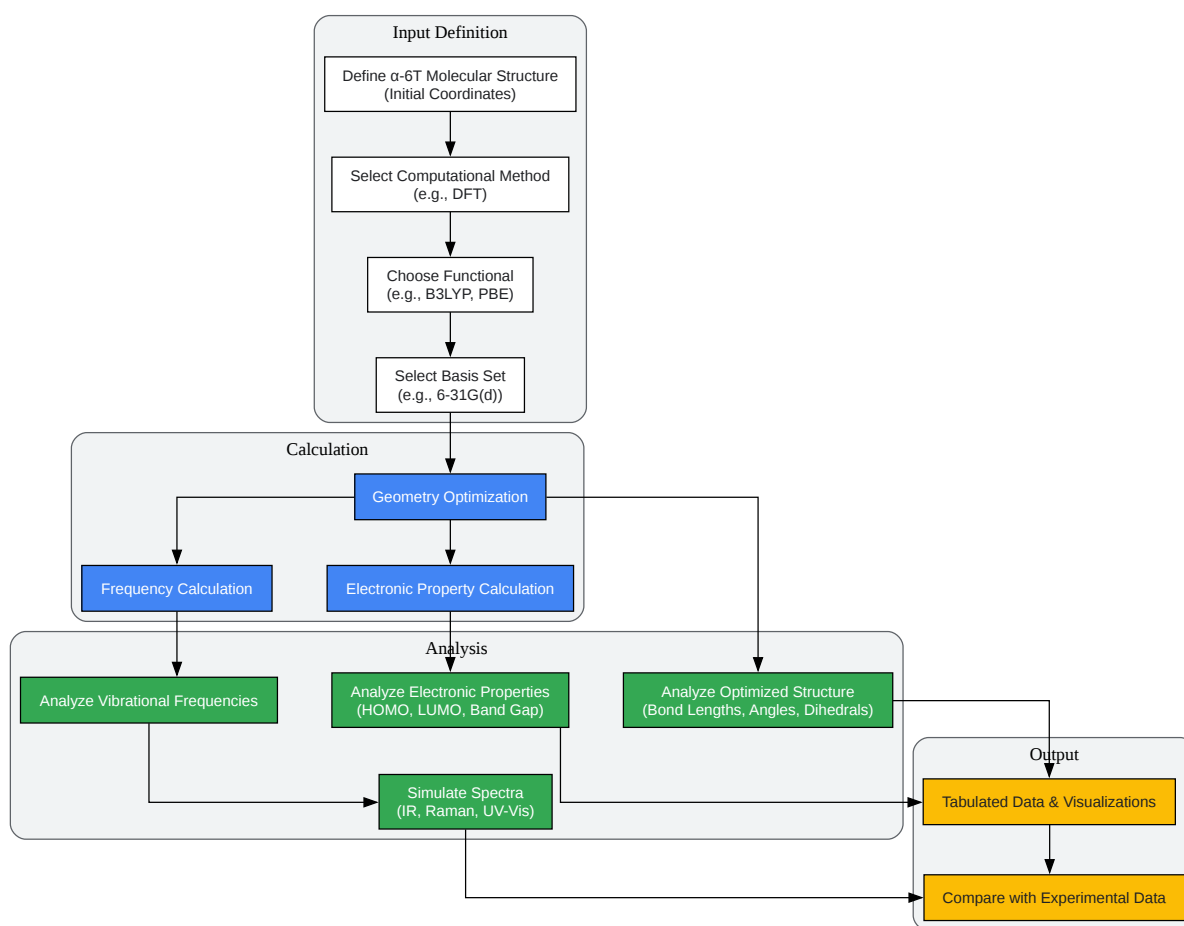 Input Definition
Define α-6T Molecular Structure
(Initial Coordinates)
Select Computational Method
(e.g., DFT)
Choose Functional
(e.g., B3LYP, PBE)
Select Basis Set
(e.g., 6-31G(d))
Calculation
Geometry Optimization
Frequency Calculation
Electronic Property Calculation
Analysis
Analyze Vibrational Frequencies
Analyze Electronic Properties
(HOMO, LUMO, Band Gap)
Analyze Optimized Structure
(Bond Lengths, Angles, Dihedrals)
Simulate Spectra
(IR, Raman, UV-Vis)
Output
Tabulated Data & Visualizations
Compare with Experimental Data